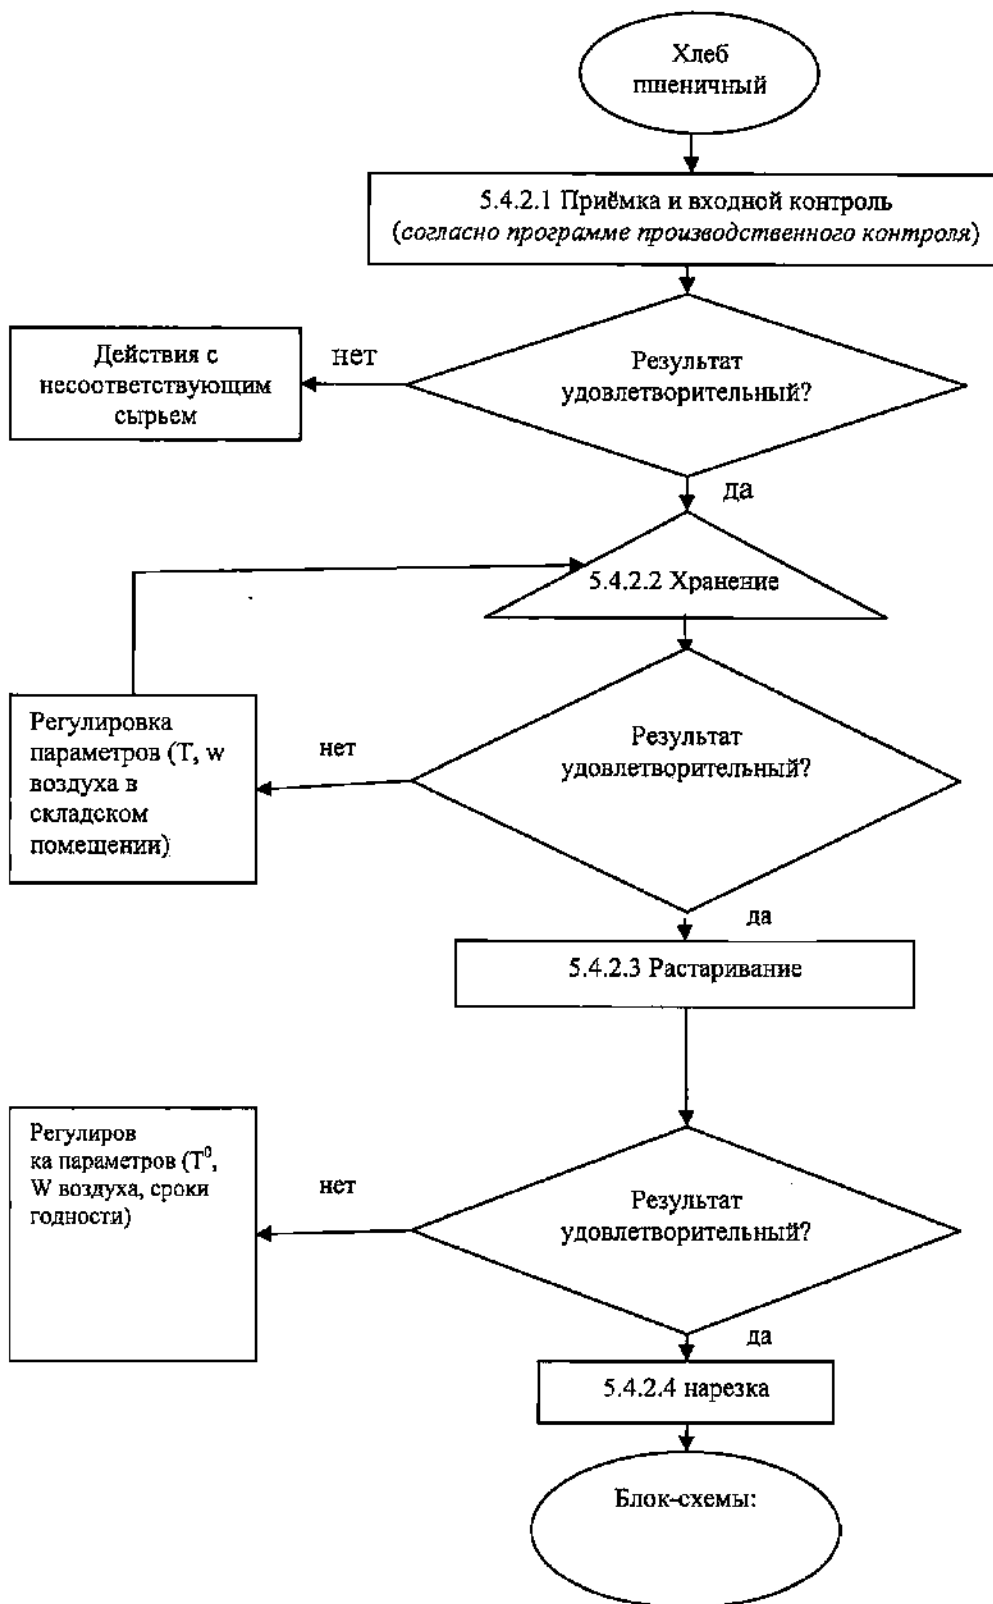 Хлеб
пшеничный
5.4.2.1 Приёмка и входной контроль
(согласно программе производственного контроля)
Действия с
несоответствующим
сырьем
нет
Результат
удовлетворительный?
да
5.4.2.2 Хранение
Регулировка
параметров (Т, w
воздуха в
складском
помещении)
нет
Результат
удовлетворительный?
да
5.4.2.3 Растаривание
Регулиров
ка параметров (Т⁰,
W воздуха, сроки
годности)
нет
Результат
удовлетворительный?
да
5.4.2.4 нарезка
Блок-схемы: